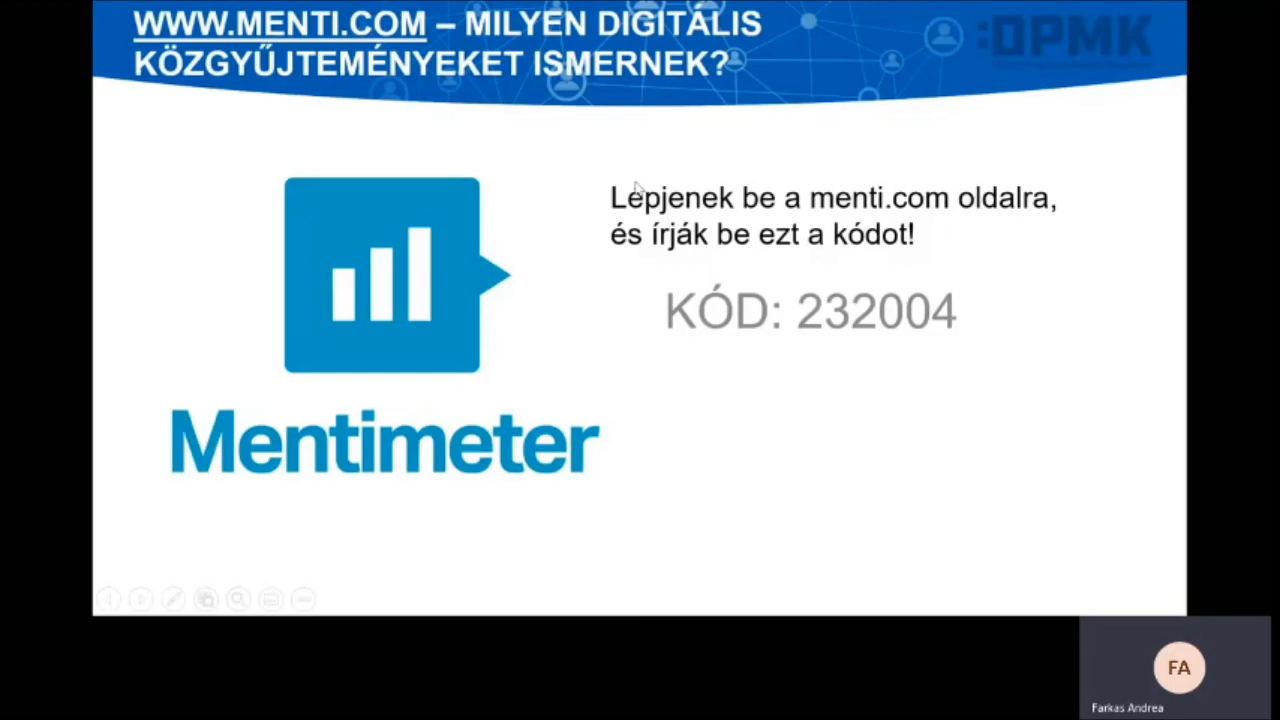 WWW.MENTI.COM – MILYEN DIGITÁLIS
KÖZGYŰJTEMÉNYEKET ISMERNEK?
:OPMK
Lépjenek be a menti.com oldalra,
és írják be ezt a kódot!
KÓD: 232004
Mentimeter
FA
Farkas Andrea